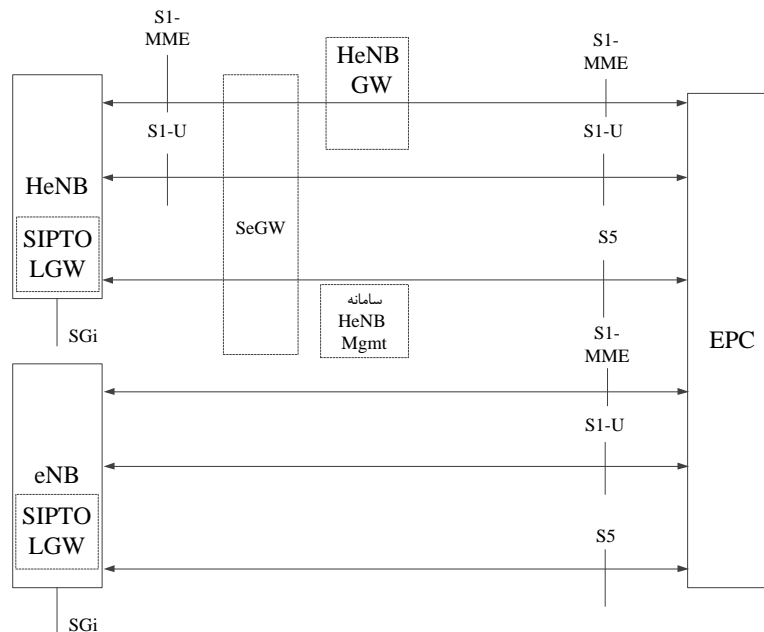 S1-
MME
HeNB
GW
S1-
MME
S1-U
S1-U
HeNB
SIPTO
LGW
SeGW
S5
سامانه
HeNB
Mgmt
SGi
S1-
MME
EPC
S1-U
eNB
SIPTO
LGW
S5
SGi